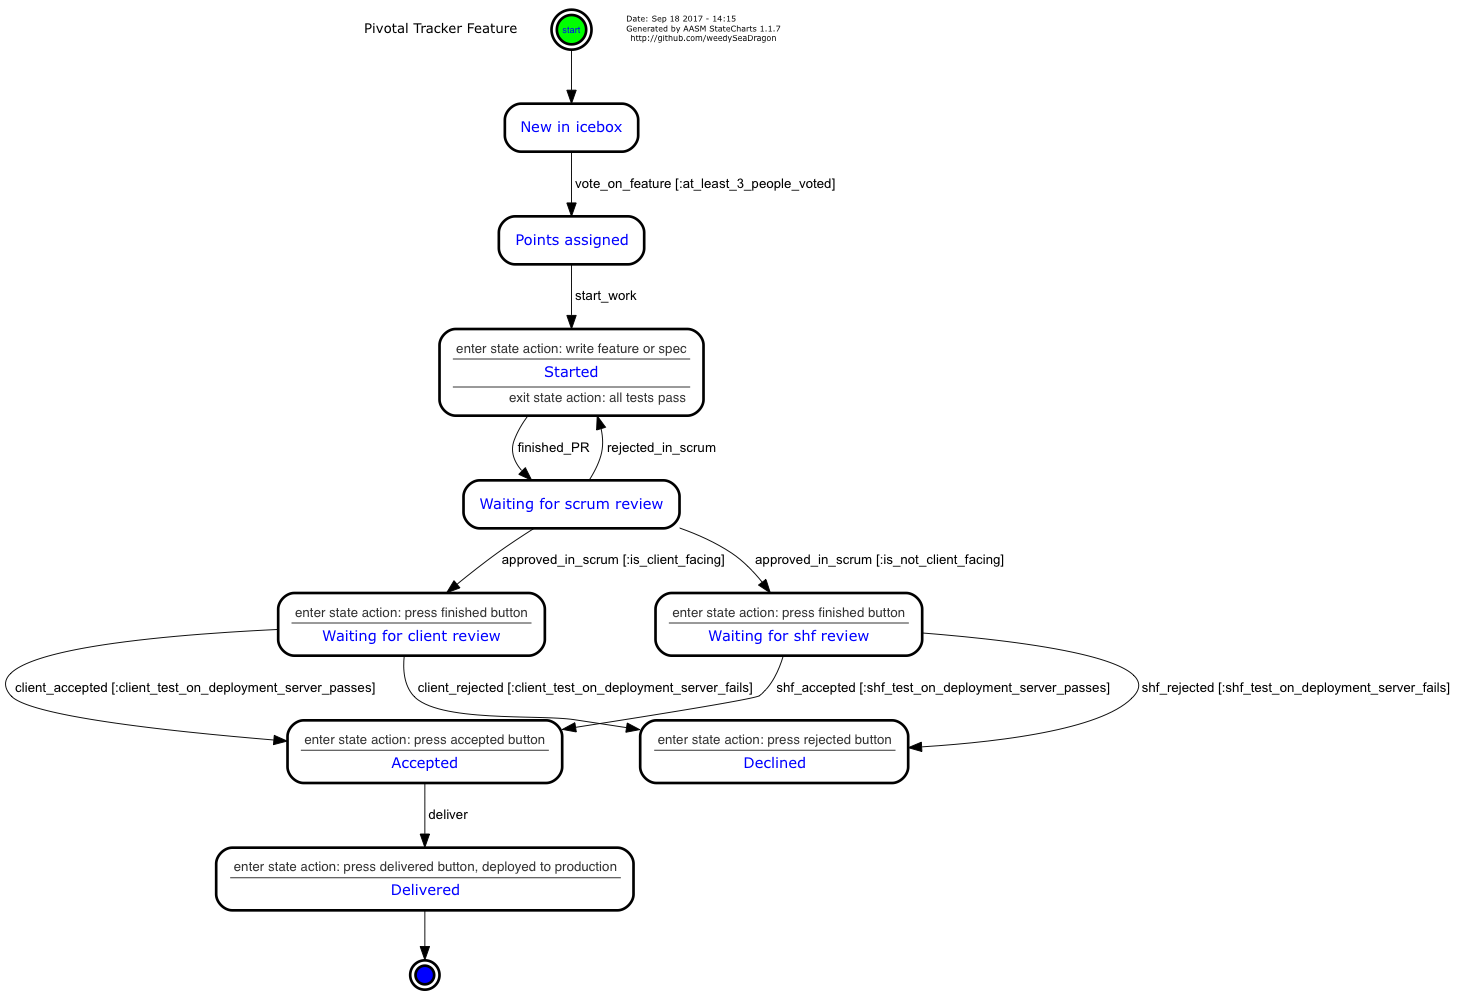 Pivotal Tracker Feature
start
Date: Sep 18 2017 - 14:15
Generated by AASM StateCharts 1.1.7
http://github.com/weedySeaDragon
New in icebox
vote_on_feature [:at_least_3_people_voted]
Points assigned
start_work
enter state action: write feature or spec
Started
exit state action: all tests pass
finished_PR
rejected_in_scrum
Waiting for scrum review
approved_in_scrum [:is_client_facing]
approved_in_scrum [:is_not_client_facing]
enter state action: press finished button
Waiting for client review
enter state action: press finished button
Waiting for shf review
client_accepted [:client_test_on_deployment_server_passes]
client_rejected [:client_test_on_deployment_server_fails]
shf_accepted [:shf_test_on_deployment_server_passes]
shf_rejected [:shf_test_on_deployment_server_fails]
enter state action: press accepted button
Accepted
enter state action: press rejected button
Declined
deliver
enter state action: press delivered button, deployed to production
Delivered